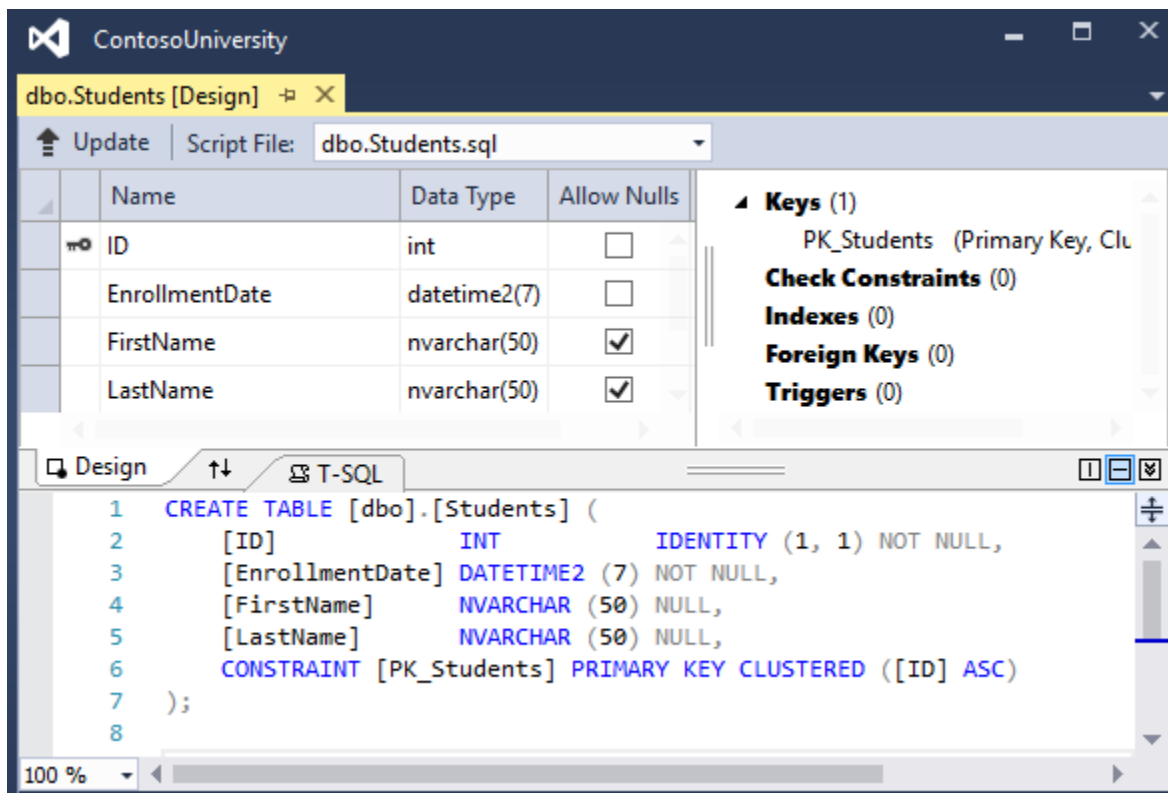 ContosoUniversity
dbo.Students [Design]
Update Script File: dbo.Students.sql
Name Data Type Allow Nulls
ID int
EnrollmentDate datetime2(7)
FirstName nvarchar(50)
LastName nvarchar(50)
Keys (1)
PK_Students (Primary Key, Clu
Check Constraints (0)
Indexes (0)
Foreign Keys (0)
Triggers (0)
Design T-SQL
1 CREATE TABLE [dbo].[Students] (
2 [ID] INT IDENTITY (1, 1) NOT NULL,
3 [EnrollmentDate] DATETIME2 (7) NOT NULL,
4 [FirstName] NVARCHAR (50) NULL,
5 [LastName] NVARCHAR (50) NULL,
6 CONSTRAINT [PK_Students] PRIMARY KEY CLUSTERED ([ID] ASC)
7 );
8
100 %